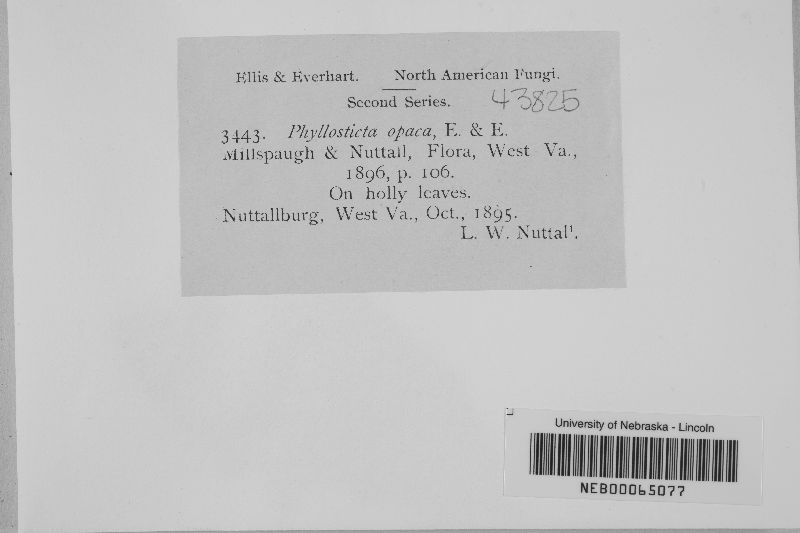 Ellis & Everhart. North American Fungi.
Second Series. 43825
3443. Phyllosticta opaca, E. & E.
Millspaugh & Nuttall, Flora, West Va.,
1896, p. 106.
On holly leaves.
Nuttallburg, West Va., Oct., 1895.
L. W. Nuttall.
University of Nebraska - Lincoln
NEB00065077